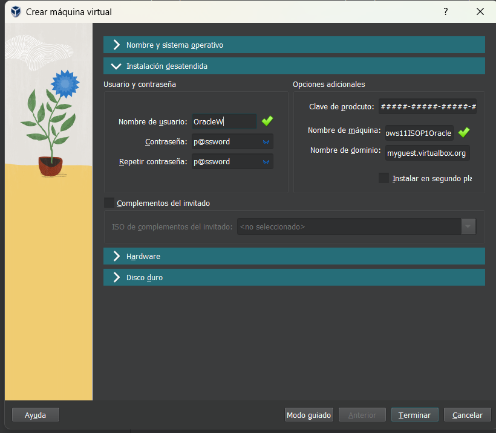 Crear máquina virtual
Nombre y sistema operativo
Instalación desatendida
Usuario y contraseña
Opciones adicionales
Nombre de usuario: OracleW
Contraseña: p@ssword
Repetir contraseña: p@ssword
Clave de prodcuto: #####-#####-#####-#
Nombre de máquina: ows11ISOP1Oracle
Nombre de dominio: myguest.virtualbox.org
Instalar en segundo pla
Complementos del invitado
ISO de complementos del invitado: <no seleccionado>
Hardware
Disco duro
Ayuda
Modo guiado
Anterior
Terminar
Cancelar